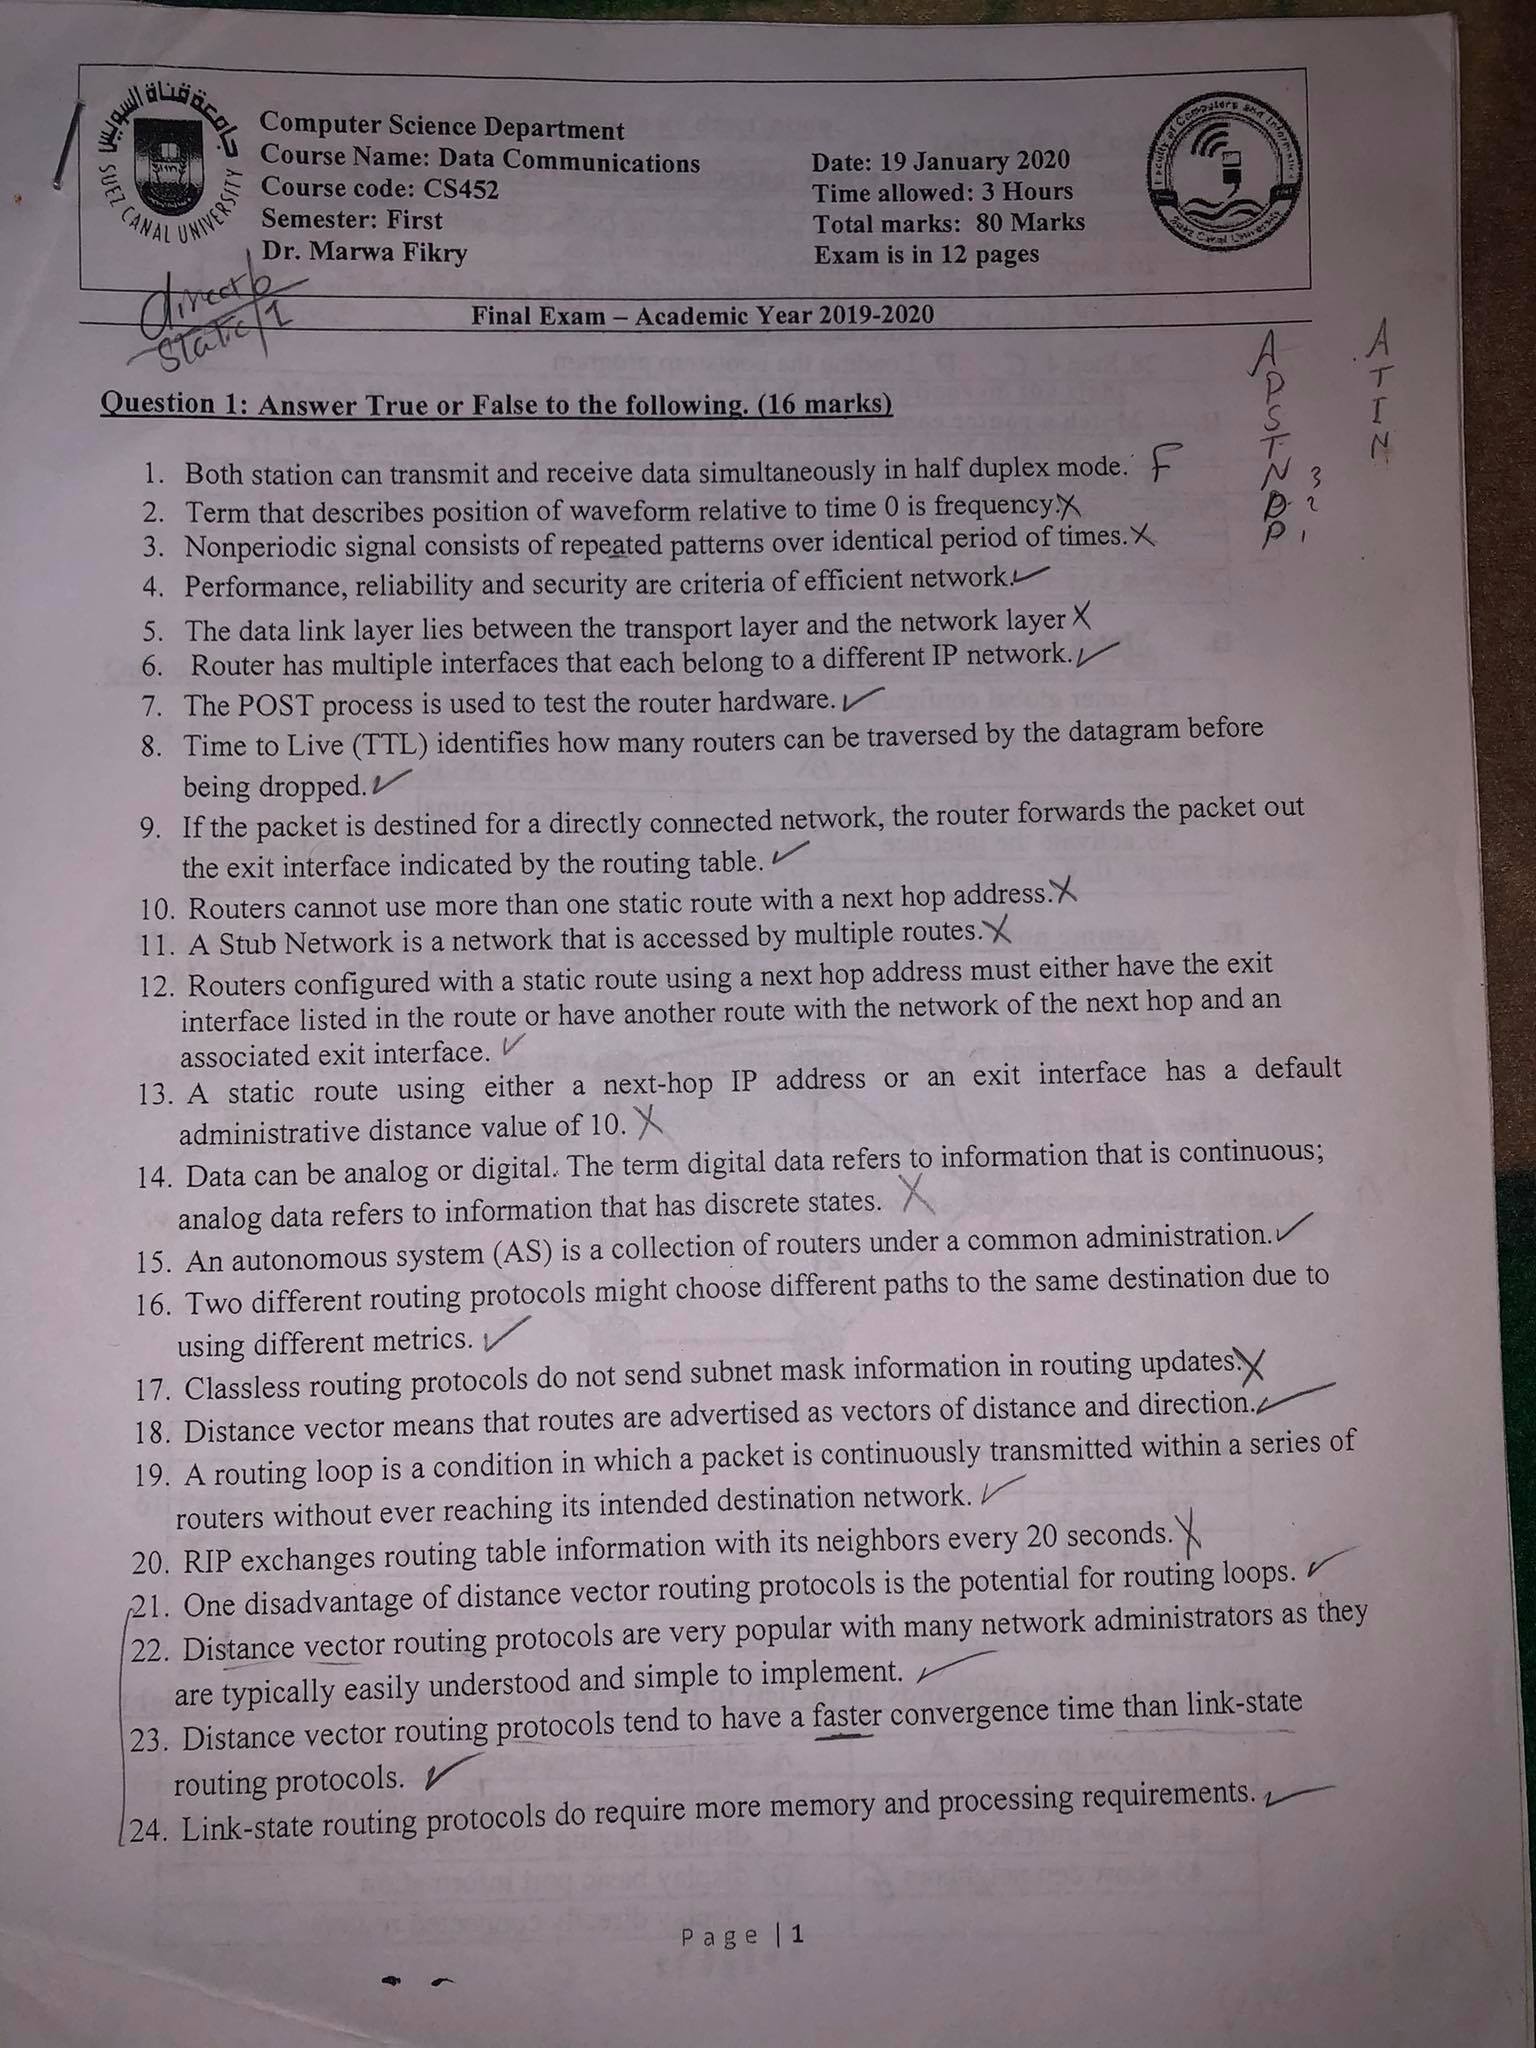 جامعة قناة السويس
SUEZ CANAL UNIVERSITY
Computer Science Department
Course Name: Data Communications
Course code: CS452
Semester: First
Dr. Marwa Fikry
Date: 19 January 2020
Time allowed: 3 Hours
Total marks: 80 Marks
Exam is in 12 pages
Faculty of Computers and Informatics
Suez Canal University
direct/0
static/1
Final Exam – Academic Year 2019-2020
A
P
S
T
N 3
D 2
P 1
A
T
I
N
Question 1: Answer True or False to the following. (16 marks)
1. Both station can transmit and receive data simultaneously in half duplex mode. F
2. Term that describes position of waveform relative to time 0 is frequency. X
3. Nonperiodic signal consists of repeated patterns over identical period of times. X
4. Performance, reliability and security are criteria of efficient network. ✓
5. The data link layer lies between the transport layer and the network layer X
6. Router has multiple interfaces that each belong to a different IP network. ✓
7. The POST process is used to test the router hardware. ✓
8. Time to Live (TTL) identifies how many routers can be traversed by the datagram before
being dropped. ✓
9. If the packet is destined for a directly connected network, the router forwards the packet out
the exit interface indicated by the routing table. ✓
10. Routers cannot use more than one static route with a next hop address. X
11. A Stub Network is a network that is accessed by multiple routes. X
12. Routers configured with a static route using a next hop address must either have the exit
interface listed in the route or have another route with the network of the next hop and an
associated exit interface. ✓
13. A static route using either a next-hop IP address or an exit interface has a default
administrative distance value of 10. X
14. Data can be analog or digital. The term digital data refers to information that is continuous;
analog data refers to information that has discrete states. X
15. An autonomous system (AS) is a collection of routers under a common administration. ✓
16. Two different routing protocols might choose different paths to the same destination due to
using different metrics. ✓
17. Classless routing protocols do not send subnet mask information in routing updates. X
18. Distance vector means that routes are advertised as vectors of distance and direction. ✓
19. A routing loop is a condition in which a packet is continuously transmitted within a series of
routers without ever reaching its intended destination network. ✓
20. RIP exchanges routing table information with its neighbors every 20 seconds. X
21. One disadvantage of distance vector routing protocols is the potential for routing loops. ✓
22. Distance vector routing protocols are very popular with many network administrators as they
are typically easily understood and simple to implement. ✓
23. Distance vector routing protocols tend to have a faster convergence time than link-state
routing protocols. ✓
24. Link-state routing protocols do require more memory and processing requirements. ✓
Page | 1